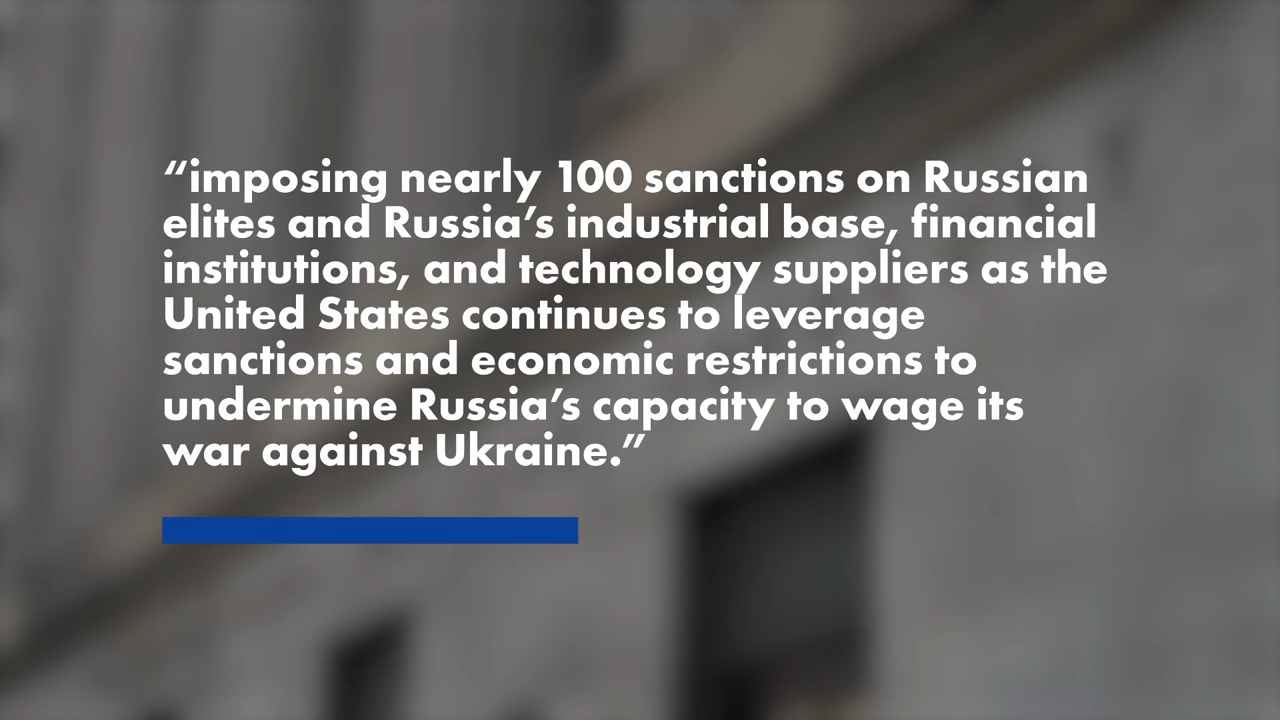 “imposing nearly 100 sanctions on Russian
elites and Russia’s industrial base, financial
institutions, and technology suppliers as the
United States continues to leverage
sanctions and economic restrictions to
undermine Russia’s capacity to wage its
war against Ukraine.”